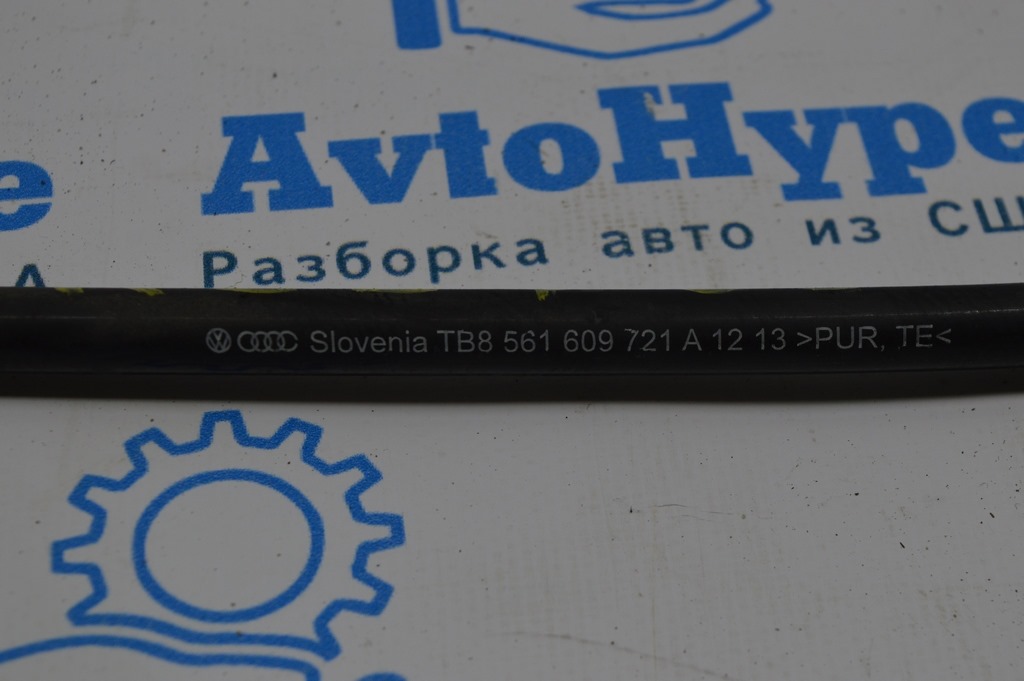 AvtoHype
Разборка авто из СШ
Slovenia TB8 561 609 721 A 12 13 >PUR, TE<